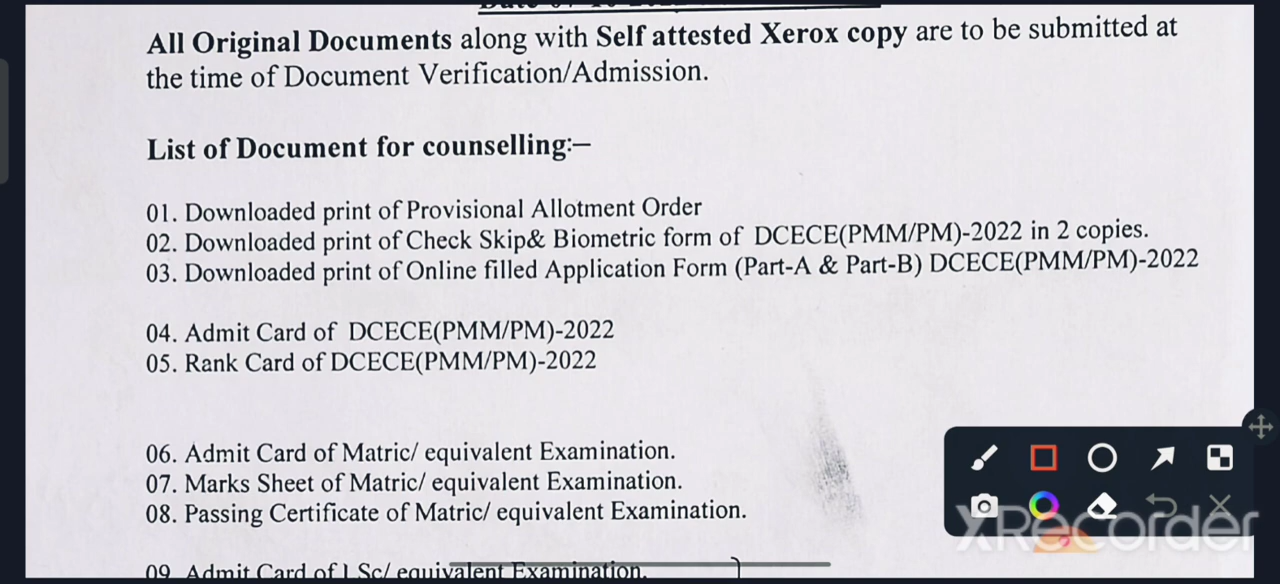 All Original Documents along with Self attested Xerox copy are to be submitted at
the time of Document Verification/Admission.
List of Document for counselling:–
01. Downloaded print of Provisional Allotment Order
02. Downloaded print of Check Skip& Biometric form of DCECE(PMM/PM)-2022 in 2 copies.
03. Downloaded print of Online filled Application Form (Part-A & Part-B) DCECE(PMM/PM)-2022
04. Admit Card of DCECE(PMM/PM)-2022
05. Rank Card of DCECE(PMM/PM)-2022
06. Admit Card of Matric/ equivalent Examination.
07. Marks Sheet of Matric/ equivalent Examination.
08. Passing Certificate of Matric/ equivalent Examination.
09. Admit Card of I.Sc/ equivalent Examination.
XRecorder